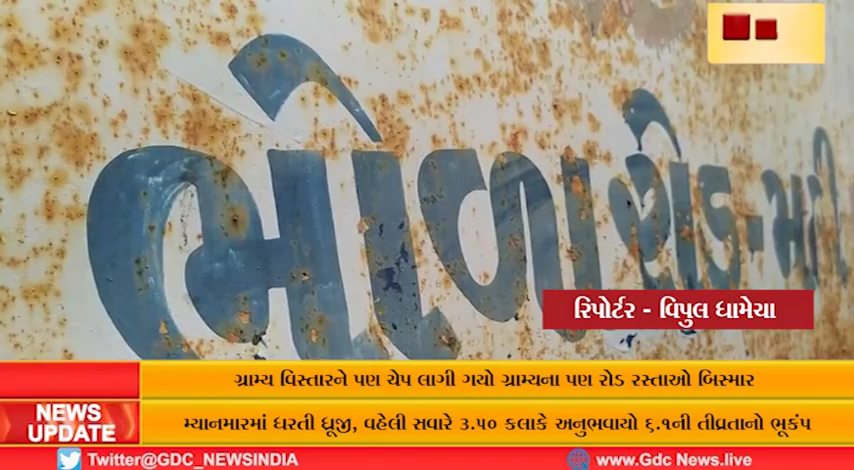 ભોળા રોડ-
રિપોર્ટર - વિપુલ ધામેચા
ગ્રામ્ય વિસ્તારને પણ ચેપ લાગી ગયો ગ્રામ્યના પણ રોડ રસ્તાઓ બિસ્માર
NEWS
UPDATE
મ્યાનમારમાં ધરતી ધ્રૂજી, વહેલી સવારે ૩.૫૦ કલાકે અનુભવાયો ૬.૧ની તીવ્રતાનો ભૂકંપ
Twitter@GDC_NEWSINDIA
www.Gdc News.live